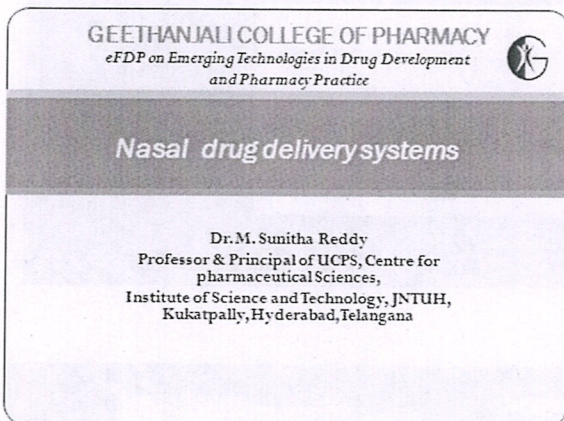 GEETHANJALI COLLEGE OF PHARMACY
eFDP on Emerging Technologies in Drug Development
and Pharmacy Practice
Nasal drug delivery systems
Dr.M. Sunitha Reddy
Professor & Principal of UCPS, Centre for
pharmaceutical Sciences,
Institute of Science and Technology, JNTUH,
Kukatpally, Hyderabad, Telangana